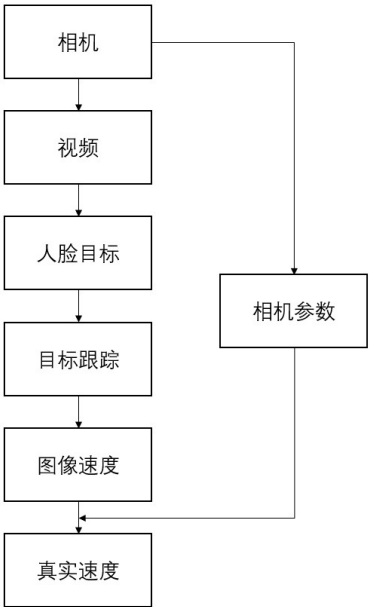 相机
视频
人脸目标
相机参数
目标跟踪
图像速度
真实速度